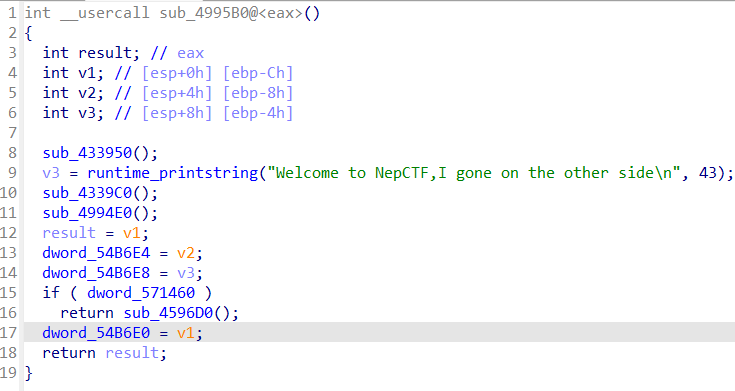 1 int __usercall sub_4995B0@<eax>()
2 {
3 int result; // eax
4 int v1; // [esp+0h] [ebp-Ch]
5 int v2; // [esp+4h] [ebp-8h]
6 int v3; // [esp+8h] [ebp-4h]
7
8 sub_433950();
9 v3 = runtime_printstring("Welcome to NepCTF,I gone on the other side\n", 43);
10 sub_4339C0();
11 sub_4994E0();
12 result = v1;
13 dword_54B6E4 = v2;
14 dword_54B6E8 = v3;
15 if ( dword_571460 )
16 return sub_4596D0();
17 dword_54B6E0 = v1;
18 return result;
19 }